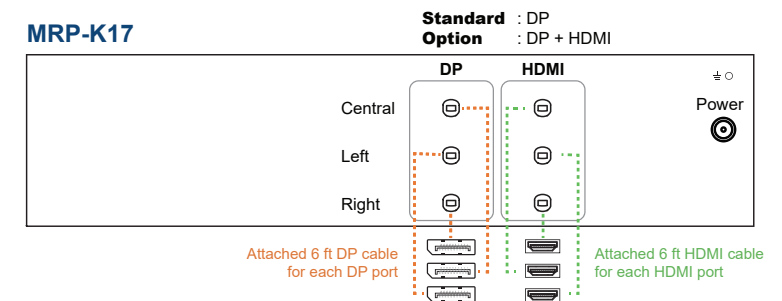 MRP-K17
Standard : DP
Option : DP + HDMI
DP HDMI
Central
Power
Left
Right
Attached 6 ft DP cable
for each DP port
Attached 6 ft HDMI cable
for each HDMI port